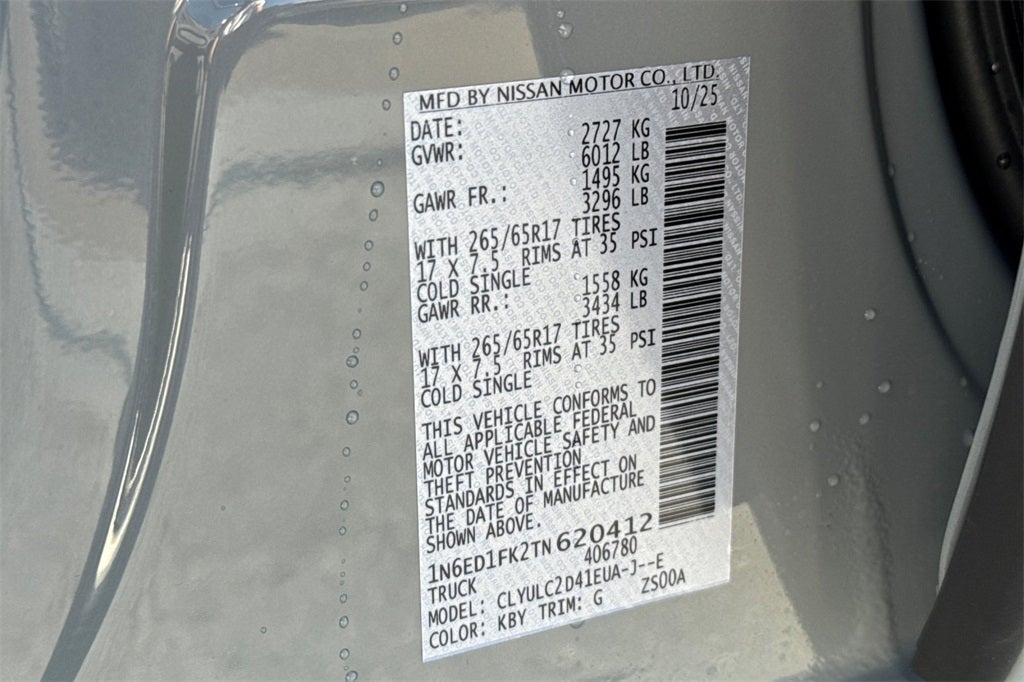 MFD BY NISSAN MOTOR CO., LTD.
DATE: 10/25
GVWR: 2727 KG
6012 LB
GAWR FR.: 1495 KG
3296 LB
WITH 265/65R17 TIRES
17 X 7.5 RIMS AT 35 PSI
COLD SINGLE
GAWR RR.: 1558 KG
3434 LB
WITH 265/65R17 TIRES
17 X 7.5 RIMS AT 35 PSI
COLD SINGLE
THIS VEHICLE CONFORMS TO
ALL APPLICABLE FEDERAL
MOTOR VEHICLE SAFETY AND
THEFT PREVENTION
STANDARDS IN EFFECT ON
THE DATE OF MANUFACTURE
SHOWN ABOVE.
1N6ED1FK2TN620412
TRUCK 406780
MODEL: CLYULC2D41EUA-J--E
COLOR: KBY TRIM: G ZS00A